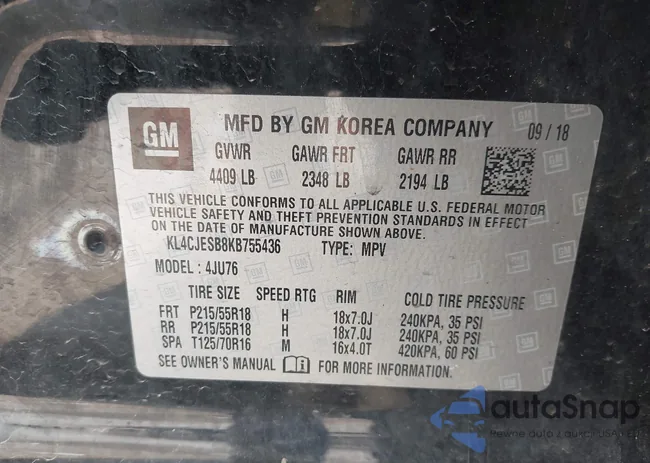 GM
MFD BY GM KOREA COMPANY 09 / 18
GVWR GAWR FRT GAWR RR
4409 LB 2348 LB 2194 LB
THIS VEHICLE CONFORMS TO ALL APPLICABLE U.S. FEDERAL MOTOR
VEHICLE SAFETY AND THEFT PREVENTION STANDARDS IN EFFECT
ON THE DATE OF MANUFACTURE SHOWN ABOVE.
KL4CJESB8KB755436 TYPE: MPV
MODEL: 4JU76
TIRE SIZE SPEED RTG RIM COLD TIRE PRESSURE
FRT P215/55R18 H 18x7.0J 240KPA, 35 PSI
RR P215/55R18 H 18x7.0J 240KPA, 35 PSI
SPA T125/70R16 M 16x4.0T 420KPA, 60 PSI
SEE OWNER'S MANUAL FOR MORE INFORMATION.
autaSnap